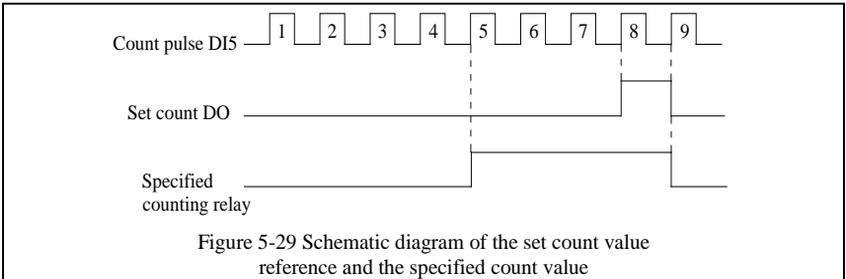 1 2 3 4 5 6 7 8 9
Count pulse DI5
Set count DO
Specified
counting relay
Figure 5-29 Schematic diagram of the set count value
reference and the specified count value